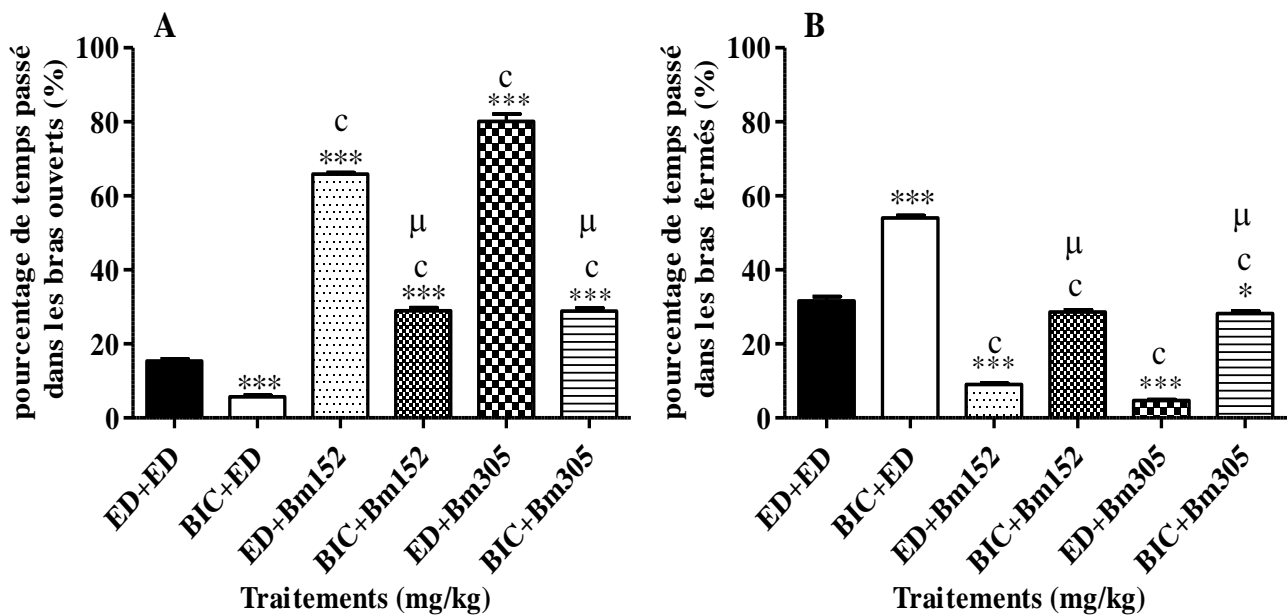 A
pourcentage de temps passé
dans les bras ouverts (%)
100
80
60
40
20
0
***
c
***
μ
c
***
c
***
μ
c
***
ED+ED
BIC+ED
ED+Bm152
BIC+Bm152
ED+Bm305
BIC+Bm305
Traitements (mg/kg)
B
pourcentage de temps passé
dans les bras fermés (%)
100
80
60
40
20
0
***
c
***
μ
c
c
***
μ
c
*
ED+ED
BIC+ED
ED+Bm152
BIC+Bm152
ED+Bm305
BIC+Bm305
Traitements (mg/kg)